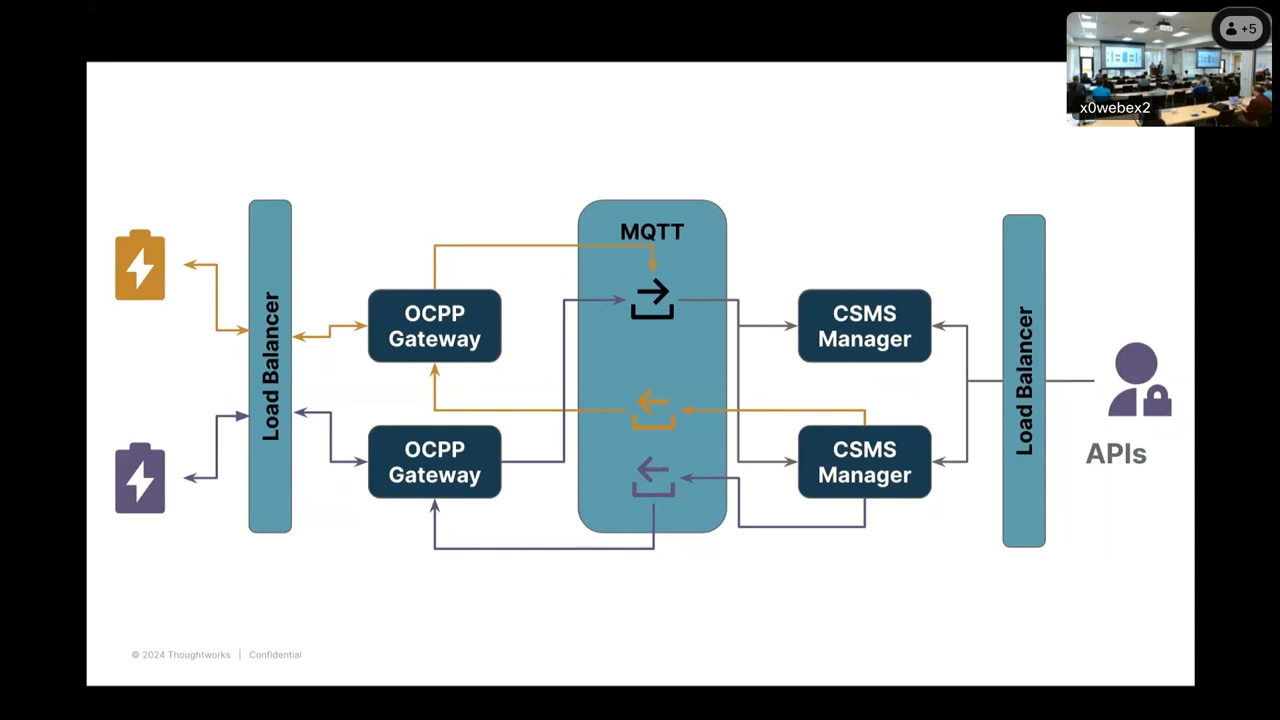 +5
x0webex2
MQTT
OCPP
Gateway
CSMS
Manager
Load Balancer
Load Balancer
OCPP
Gateway
CSMS
Manager
APIs
© 2024 Thoughtworks | Confidential